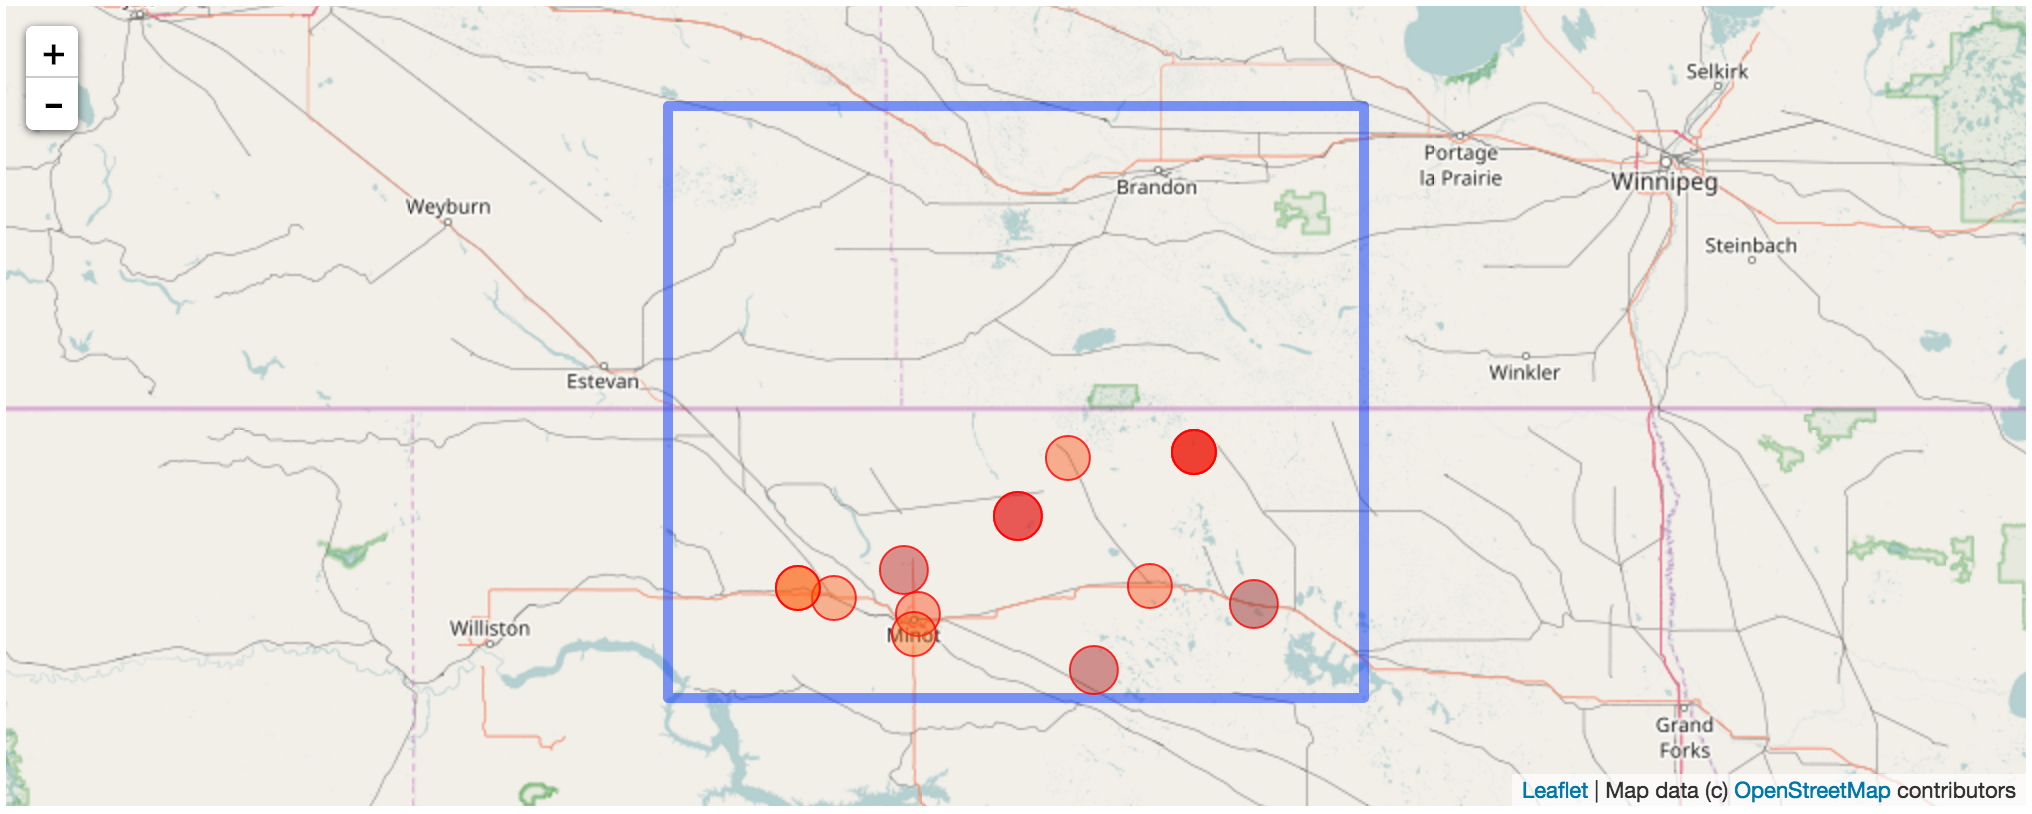 +
-
Selkirk
Portage
la Prairie
Winnipeg
Brandon
Weyburn
Steinbach
Estevan
Winkler
Williston
Minot
Grand
Forks
Leaflet | Map data (c) OpenStreetMap contributors